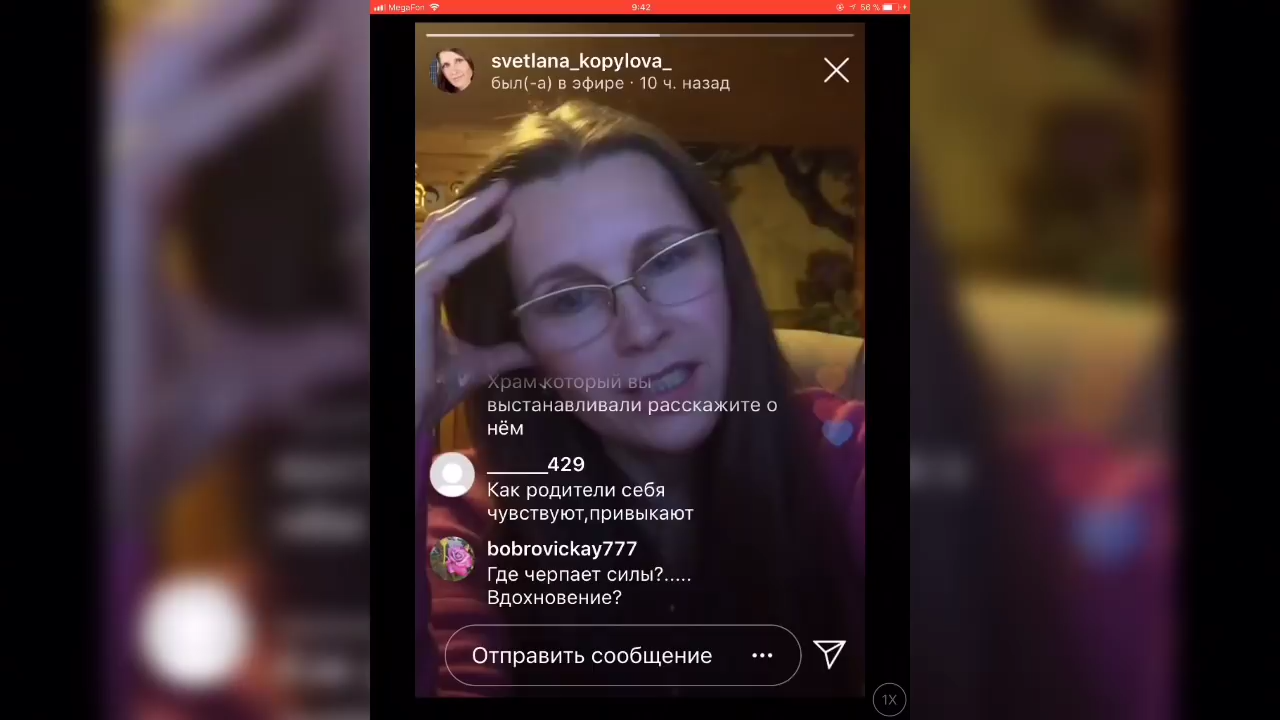 MegaFon
9:42
56 %
svetlana_kopylova_
был(-а) в эфире · 10 ч. назад
Храм который вы
выстанавливали расскажите о
нём
______429
Как родители себя
чувствуют,привыкают
bobrovickay777
Где черпает силы?.....
Вдохновение?
Отправить сообщение
1X